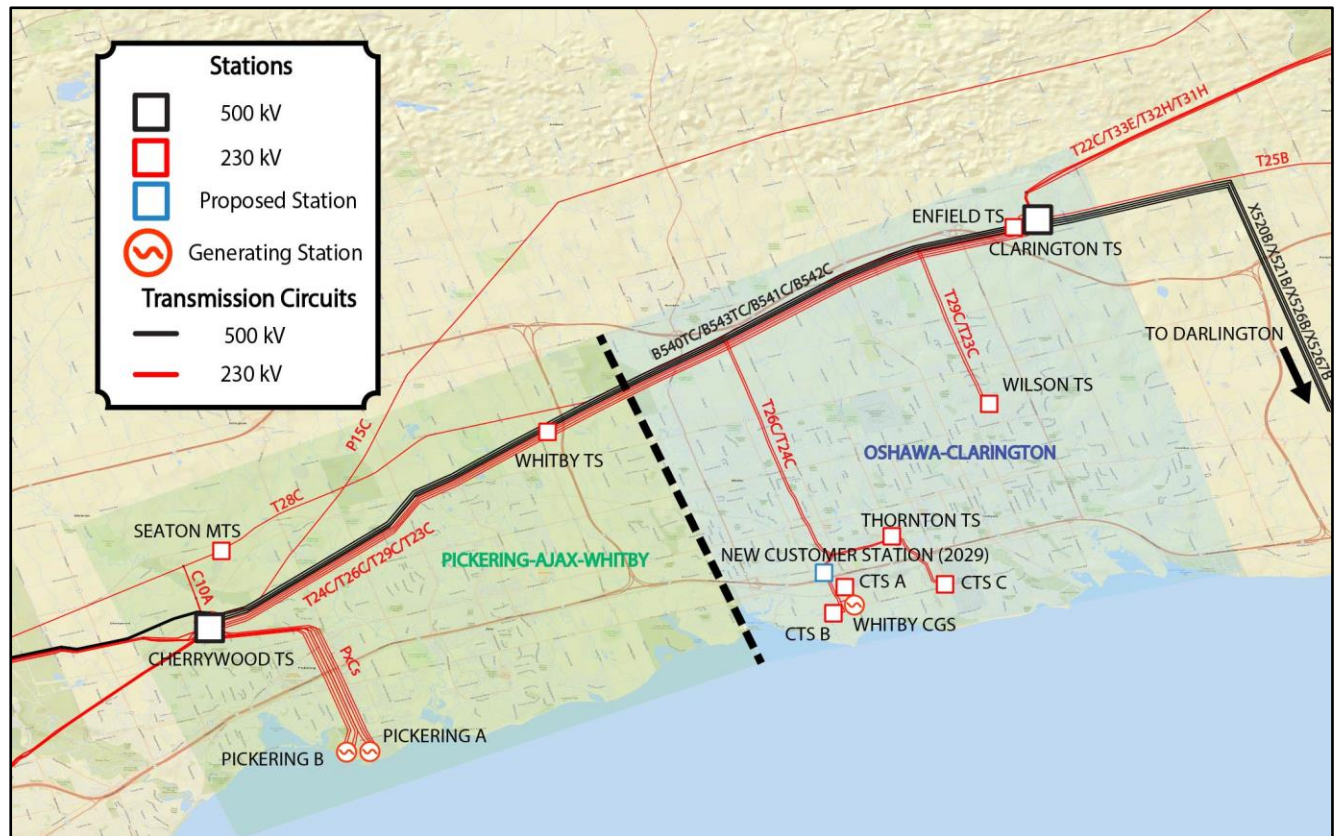 Stations
500 kV
230 kV
Proposed Station
Generating Station
Transmission Circuits
500 kV
230 kV
T22C/T33E/T32H/T31H
T25B
ENFIELD TS
CLARINGTON TS
X520B/X521B/X526B/X5267B
B540TC/B543TC/B541C/B542C
T29C/T23C
TO DARLINGTON
WILSON TS
P15C
T26C/T24C
WHITBY TS
OSHAWA-CLARINGTON
T28C
SEATON MTS
THORNTON TS
T24C/T26C/T29C/T23C
PICKERING-AJAX-WHITBY
NEW CUSTOMER STATION (2029)
C10A
CTS A
CTS C
CTS B
WHITBY CGS
CHERRYWOOD TS
PxCs
PICKERING A
PICKERING B